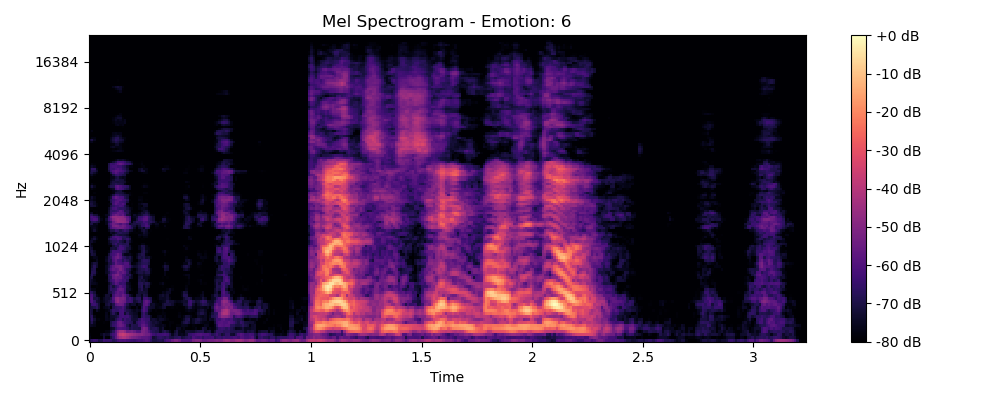 Mel Spectrogram - Emotion: 6
Hz
16384
8192
4096
2048
1024
512
0
0 0.5 1 1.5 2 2.5 3
Time
+0 dB
-10 dB
-20 dB
-30 dB
-40 dB
-50 dB
-60 dB
-70 dB
-80 dB